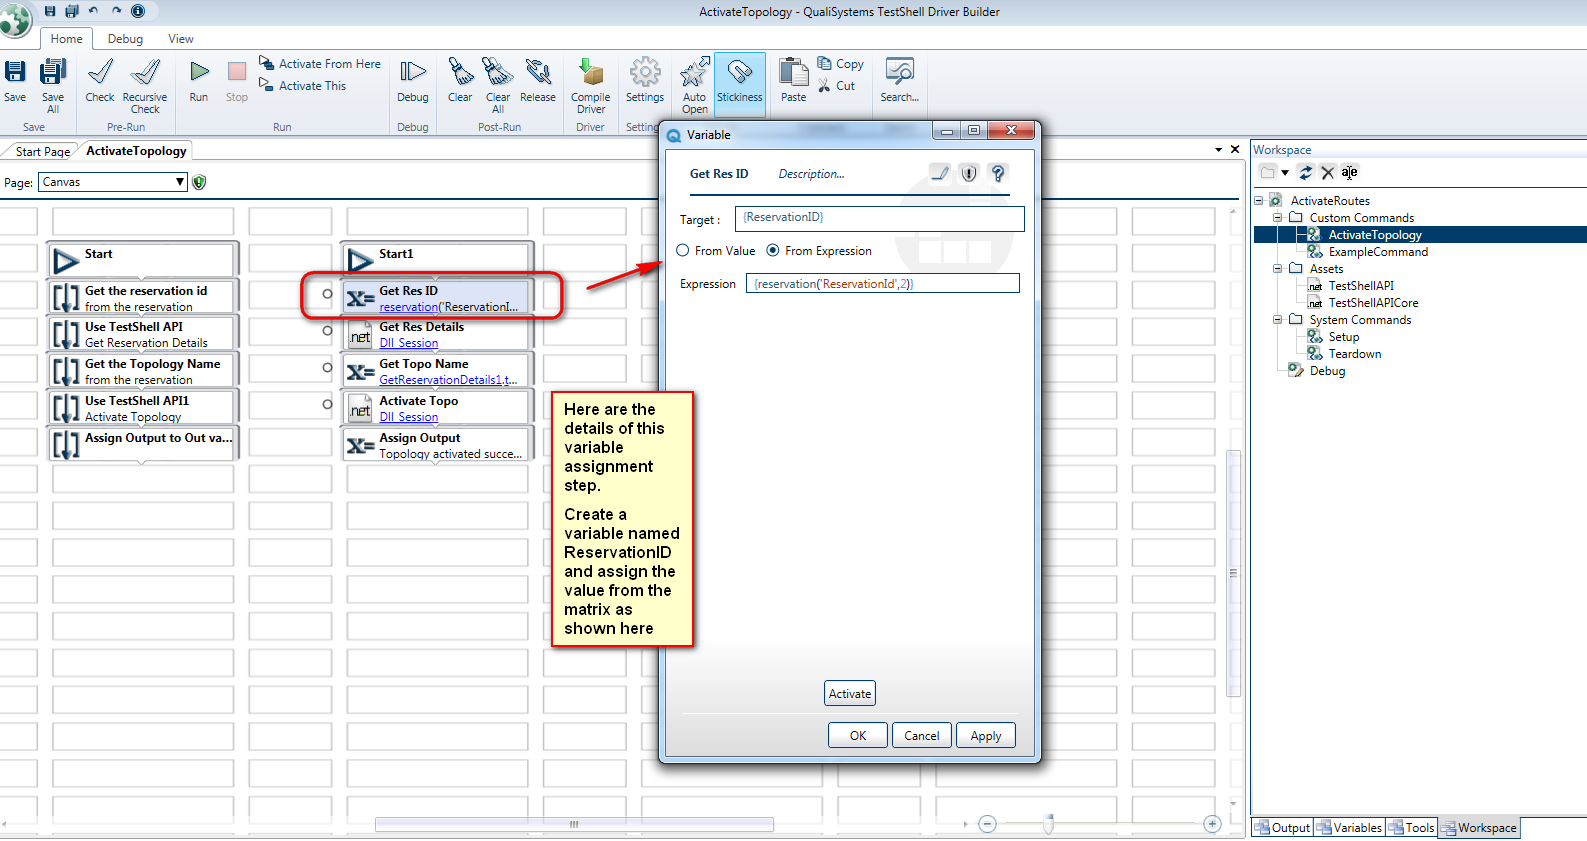 ActivateTopology - QualiSystems TestShell Driver Builder
Home
Debug
View
Save
Save All
Save
Check
Recursive Check
Pre-Run
Run
Stop
Activate From Here
Activate This
Run
Debug
Debug
Clear
Clear All
Release
Post-Run
Compile Driver
Driver
Settings
Setting
Auto Open
Stickiness
Paste
Copy
Cut
Search...
Start Page
ActivateTopology
Page:
Canvas
Start
Get the reservation id
from the reservation
Use TestShell API
Get Reservation Details
Get the Topology Name
from the reservation
Use TestShell API1
Activate Topology
Assign Output to Out va...
Start1
Get Res ID
reservation('ReservationI...
Get Res Details
Dll_Session
Get Topo Name
GetReservationDetails1.t...
Activate Topo
Dll_Session
Assign Output
Topology activated succe...
.net
.net
Here are the
details of this
variable
assignment
step.
Create a
variable named
ReservationID
and assign the
value from the
matrix as
shown here
Variable
Get Res ID
Description...
Target :
{ReservationID}
From Value
From Expression
Expression
{reservation('ReservationId',2)}
Activate
OK
Cancel
Apply
Workspace
ActivateRoutes
Custom Commands
ActivateTopology
ExampleCommand
Assets
.net TestShellAPI
.net TestShellAPICore
System Commands
Setup
Teardown
Debug
Output
Variables
Tools
Workspace